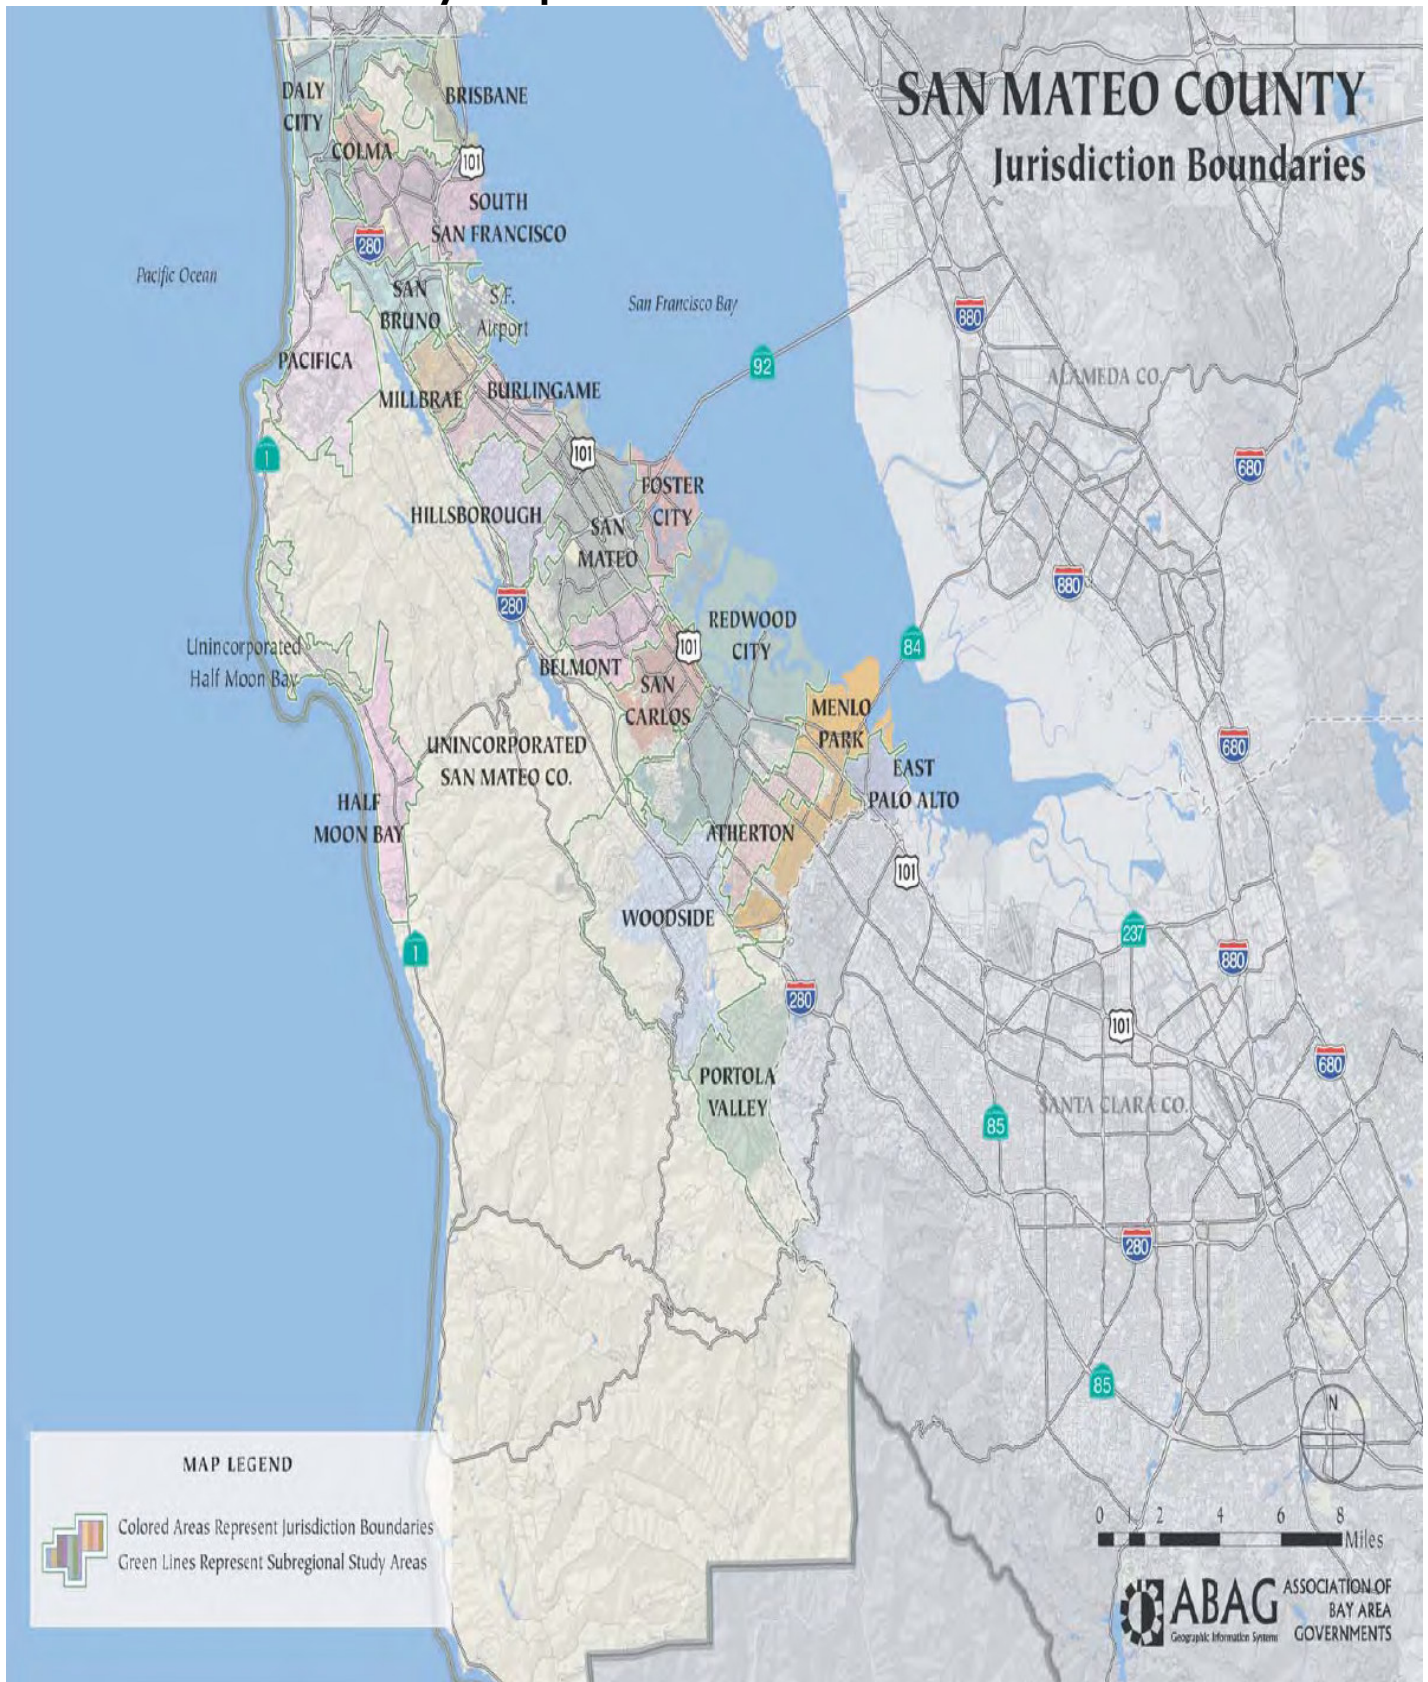 SAN MATEO COUNTY
Jurisdiction Boundaries
DALY
CITY
BRISBANE
COLMA
101
SOUTH
SAN FRANCISCO
280
Pacific Ocean
SAN
BRUNO
S.F.
Airport
San Francisco Bay
880
92
PACIFICA
MILLBRAE
BURLINGAME
ALAMEDA CO.
1
101
680
FOSTER
CITY
HILLSBOROUGH
SAN
MATEO
880
280
REDWOOD
CITY
84
Unincorporated
Half Moon Bay
101
BELMONT
SAN
CARLOS
MENLO
PARK
UNINCORPORATED
SAN MATEO CO.
680
EAST
PALO ALTO
HALF
MOON BAY
ATHERTON
101
WOODSIDE
237
1
880
280
101
680
PORTOLA
VALLEY
SANTA CLARA CO.
85
280
85
N
MAP LEGEND
Colored Areas Represent Jurisdiction Boundaries
Green Lines Represent Subregional Study Areas
0 1 2 4 6 8
Miles
ABAG
Geographic Information Systems
ASSOCIATION OF
BAY AREA
GOVERNMENTS